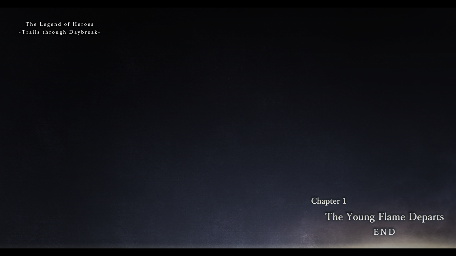 The Legend of Heroes
-Trails through Daybreak-
Chapter 1
The Young Flame Departs
END